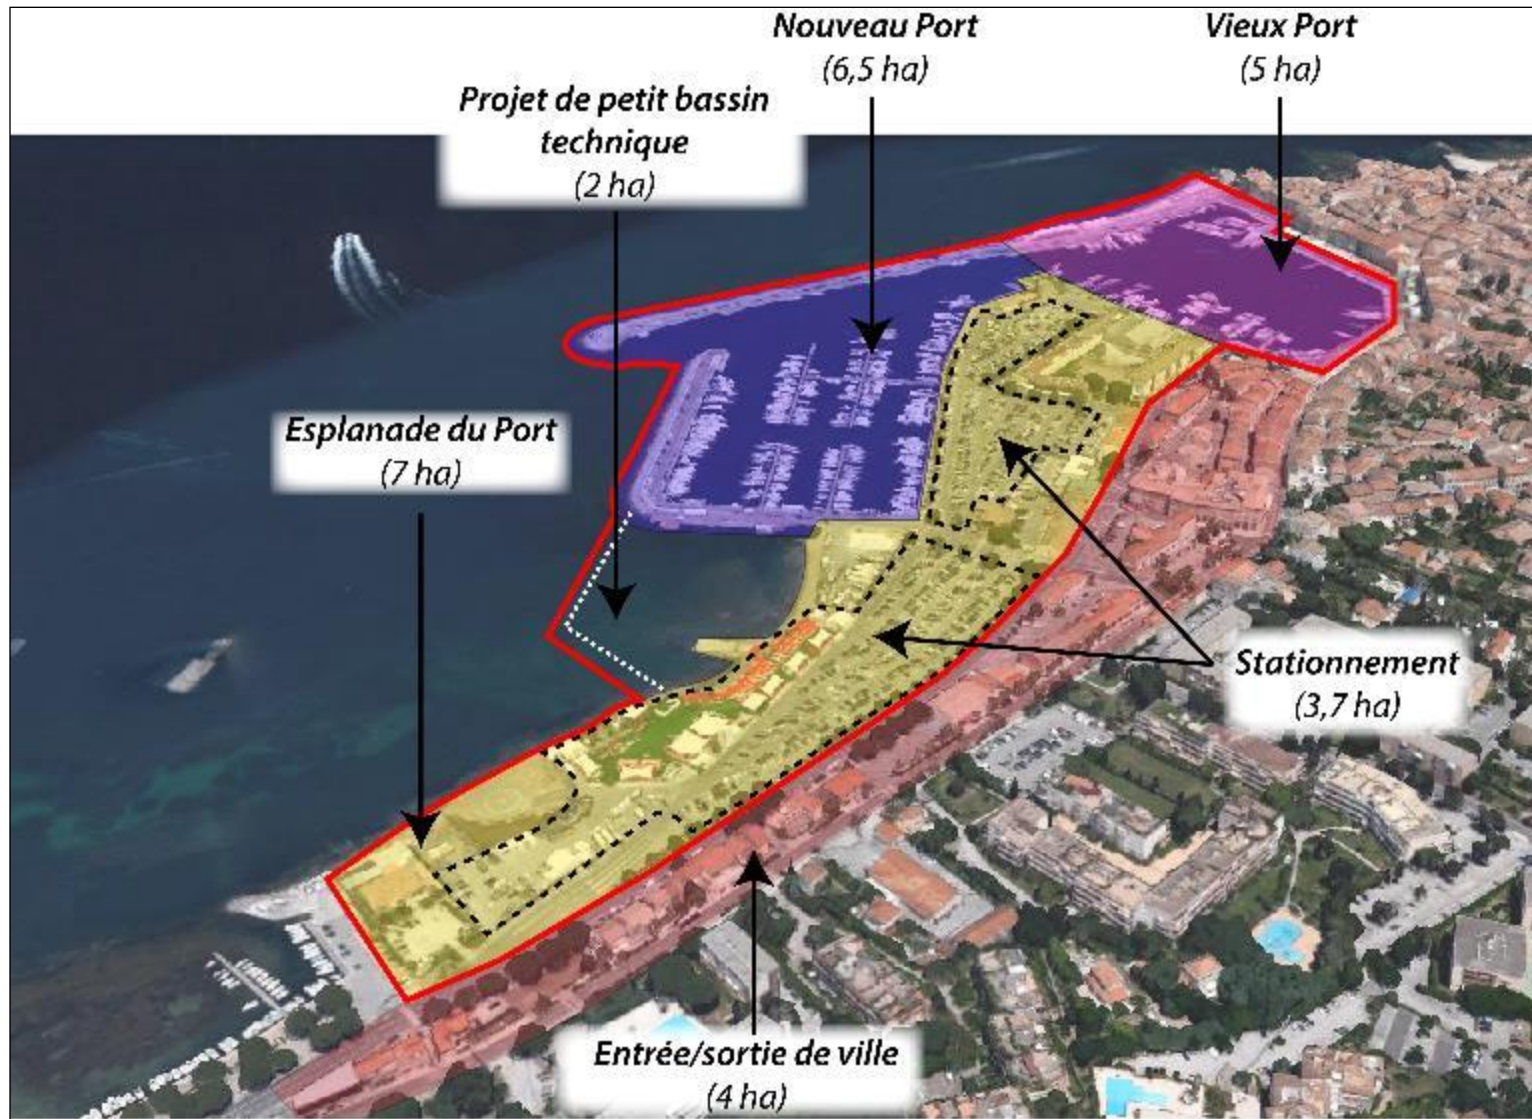 Nouveau Port
(6,5 ha)
Vieux Port
(5 ha)
Projet de petit bassin
technique
(2 ha)
Esplanade du Port
(7 ha)
Stationnement
(3,7 ha)
Entrée/sortie de ville
(4 ha)